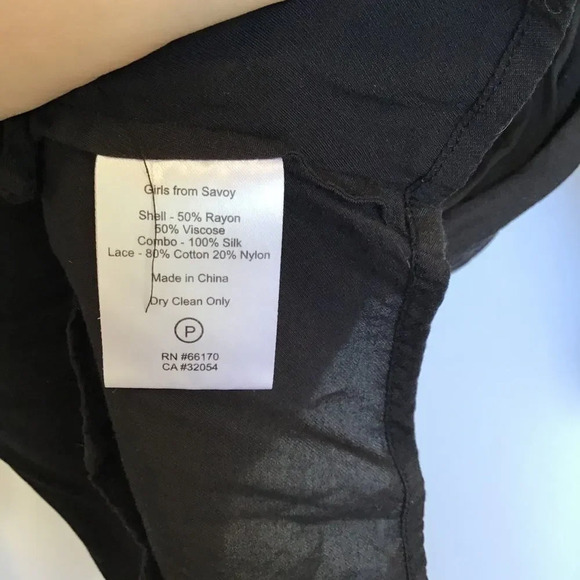 Girls from Savoy
Shell - 50% Rayon
50% Viscose
Combo - 100% Silk
Lace - 80% Cotton 20% Nylon
Made in China
Dry Clean Only
P
RN #66170
CA #32054